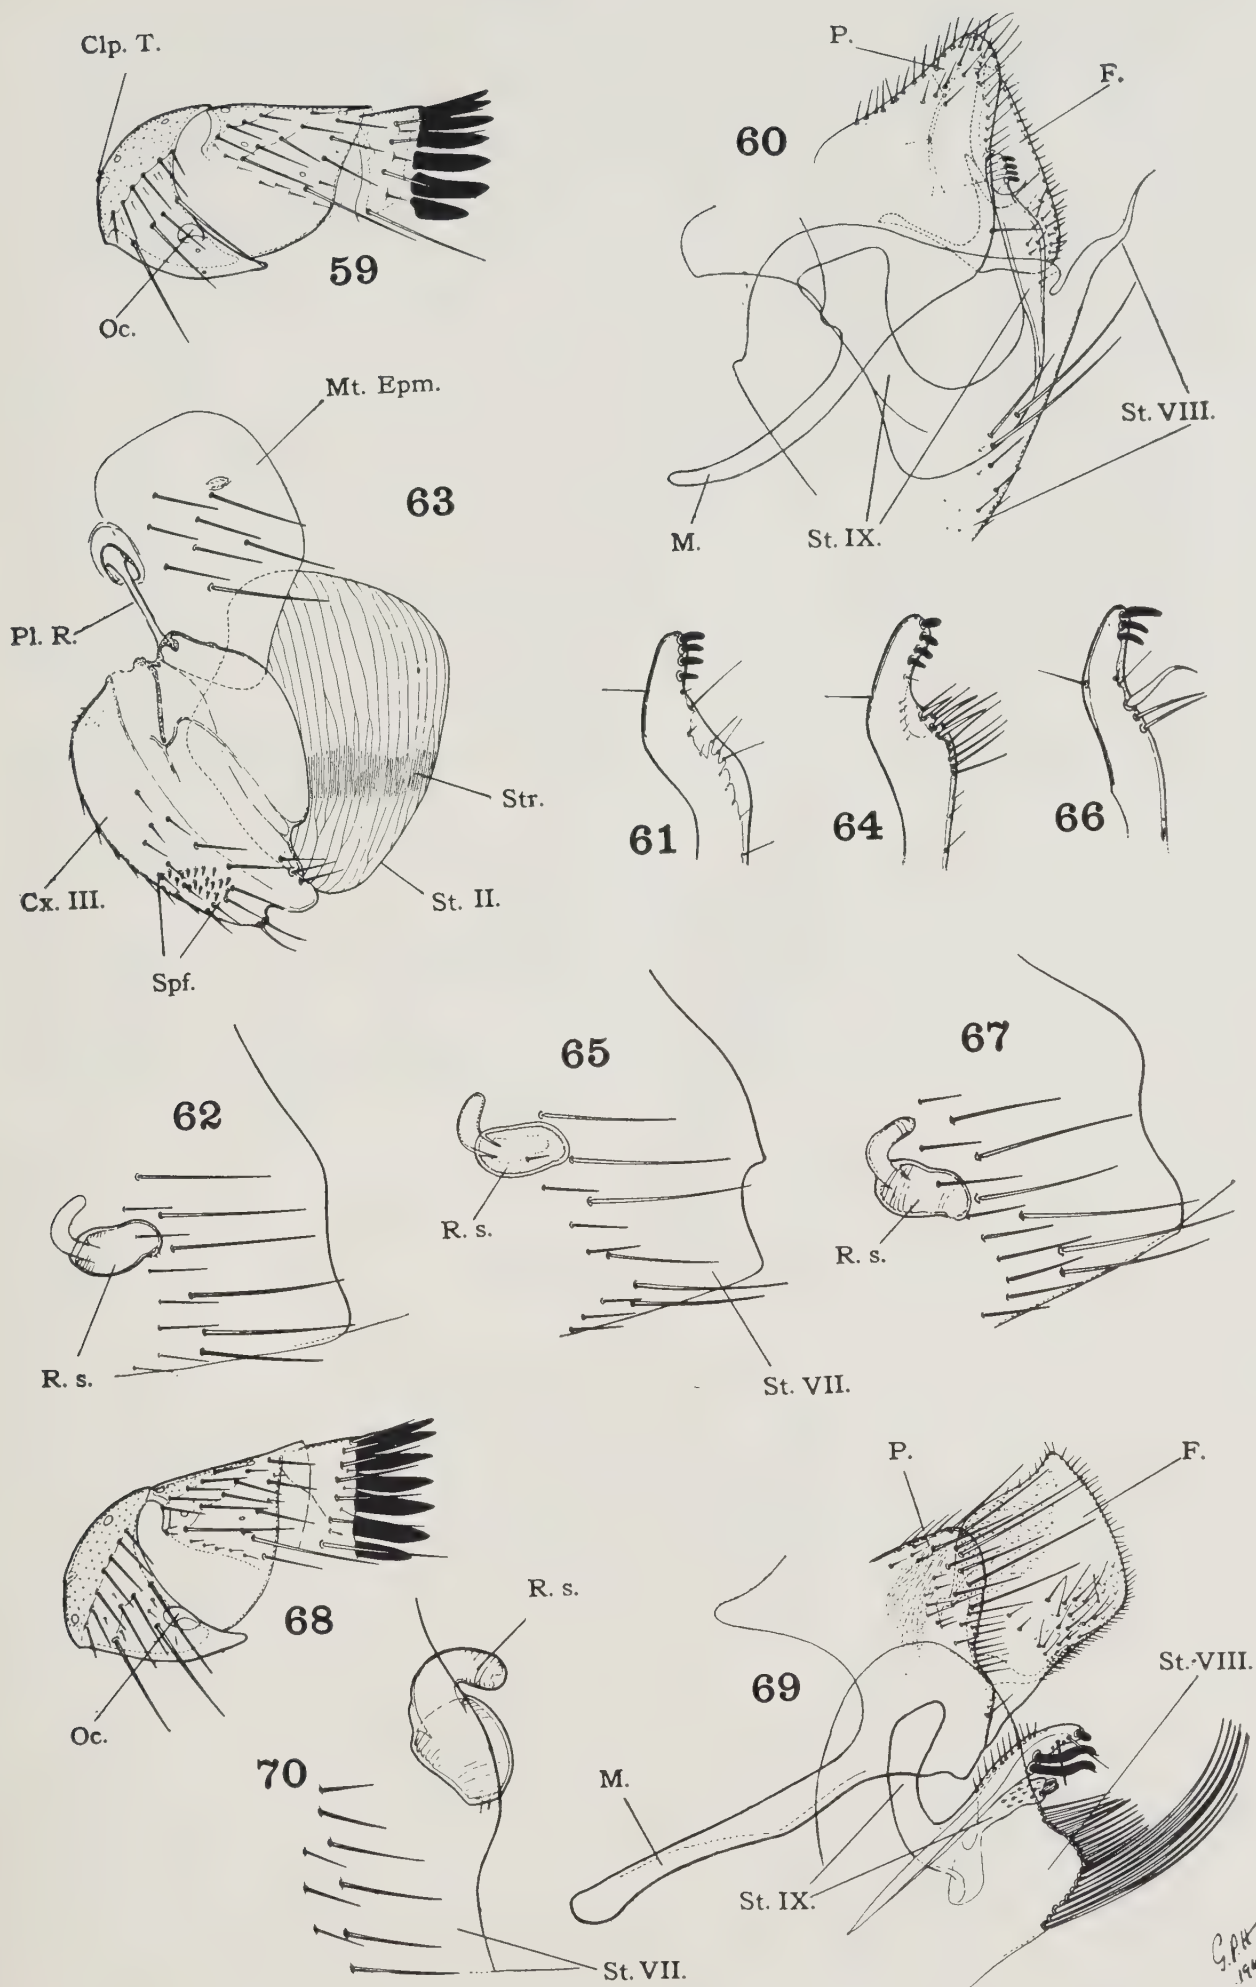 Clp. T.
59
Oc.
P.
F.
60
St. VIII.
M.
St. IX.
Mt. Epm.
63
Pl. R.
Str.
Cx. III.
St. II.
Spf.
61
64
66
62
R. s.
65
R. s.
St. VII.
67
R. s.
68
Oc.
R. s.
70
St. VII.
P.
F.
69
St. VIII.
M.
St. IX.